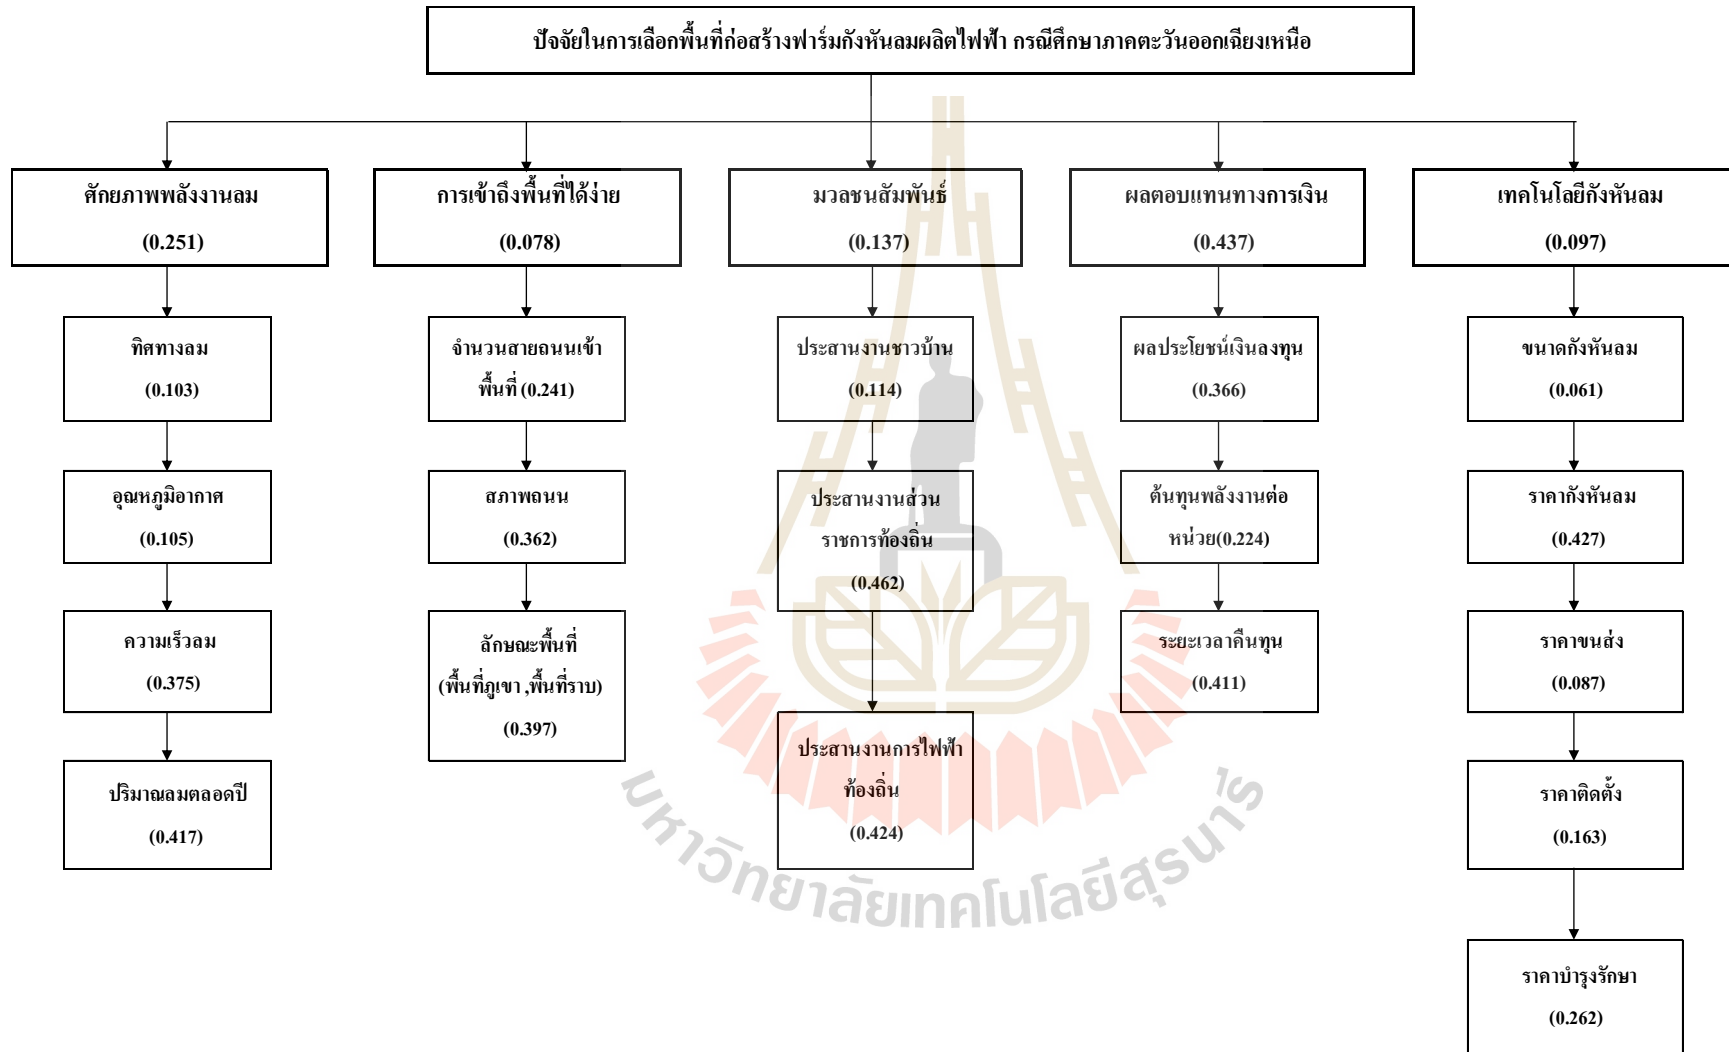 ปัจจัยในการเลือกพื้นที่ก่อสร้างฟาร์มกังหันลมผลิตไฟฟ้า กรณีศึกษาภาคตะวันออกเฉียงเหนือ
ศักยภาพพลังงานลม
(0.251)
ทิศทางลม
(0.103)
อุณหภูมิอากาศ
(0.105)
ความเร็วลม
(0.375)
ปริมาณลมตลอดปี
(0.417)
การเข้าถึงพื้นที่ได้ง่าย
(0.078)
จำนวนสายถนนเข้า
พื้นที่ (0.241)
สภาพถนน
(0.362)
ลักษณะพื้นที่
(พื้นที่ภูเขา ,พื้นที่ราบ)
(0.397)
มวลชนสัมพันธ์
(0.137)
ประสานงานชาวบ้าน
(0.114)
ประสานงานส่วน
ราชการท้องถิ่น
(0.462)
ประสานงานการไฟฟ้า
ท้องถิ่น
(0.424)
ผลตอบแทนทางการเงิน
(0.437)
ผลประโยชน์เงินลงทุน
(0.366)
ต้นทุนพลังงานต่อ
หน่วย(0.224)
ระยะเวลาคืนทุน
(0.411)
เทคโนโลยีกังหันลม
(0.097)
ขนาดกังหันลม
(0.061)
ราคากังหันลม
(0.427)
ราคาขนส่ง
(0.087)
ราคาติดตั้ง
(0.163)
ราคาบำรุงรักษา
(0.262)
มหาวิทยาลัยเทคโนโลยีสุรนารี